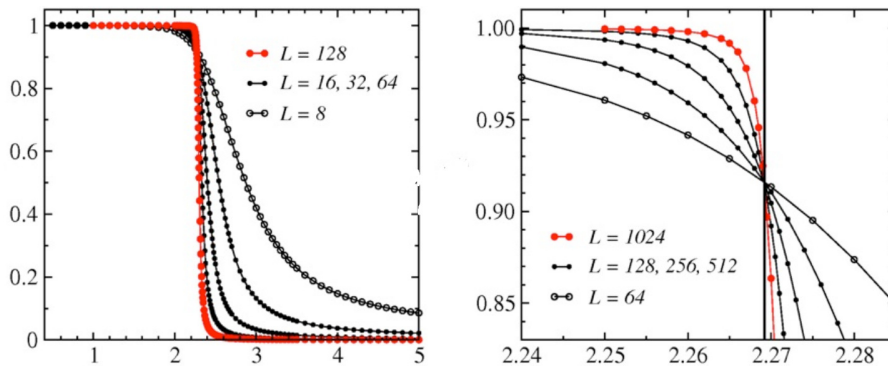 1
0.8
0.6
0.4
0.2
0
1 2 3 4 5
L = 128
L = 16, 32, 64
L = 8
1.00
0.95
0.90
0.85
2.24 2.25 2.26 2.27 2.28
L = 1024
L = 128, 256, 512
L = 64